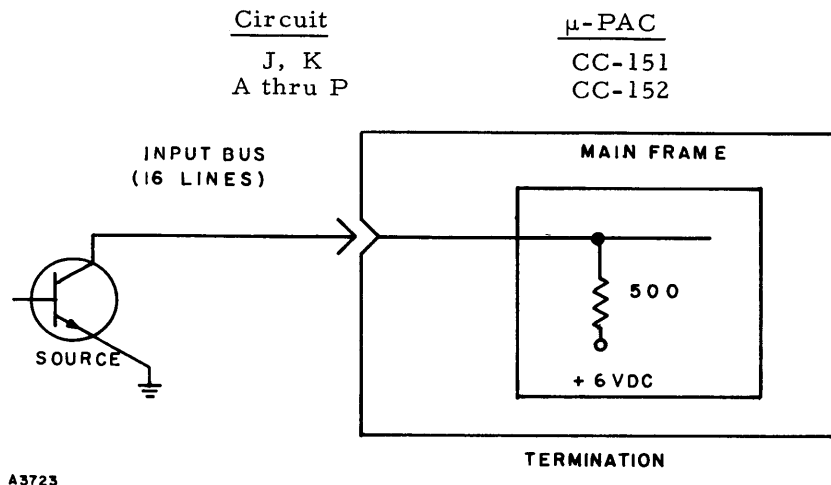 Circuit μ-PAC
J, K CC-151
A thru P CC-152
INPUT BUS
(16 LINES)
MAIN FRAME
500
SOURCE
+ 6 VDC
TERMINATION
A3723